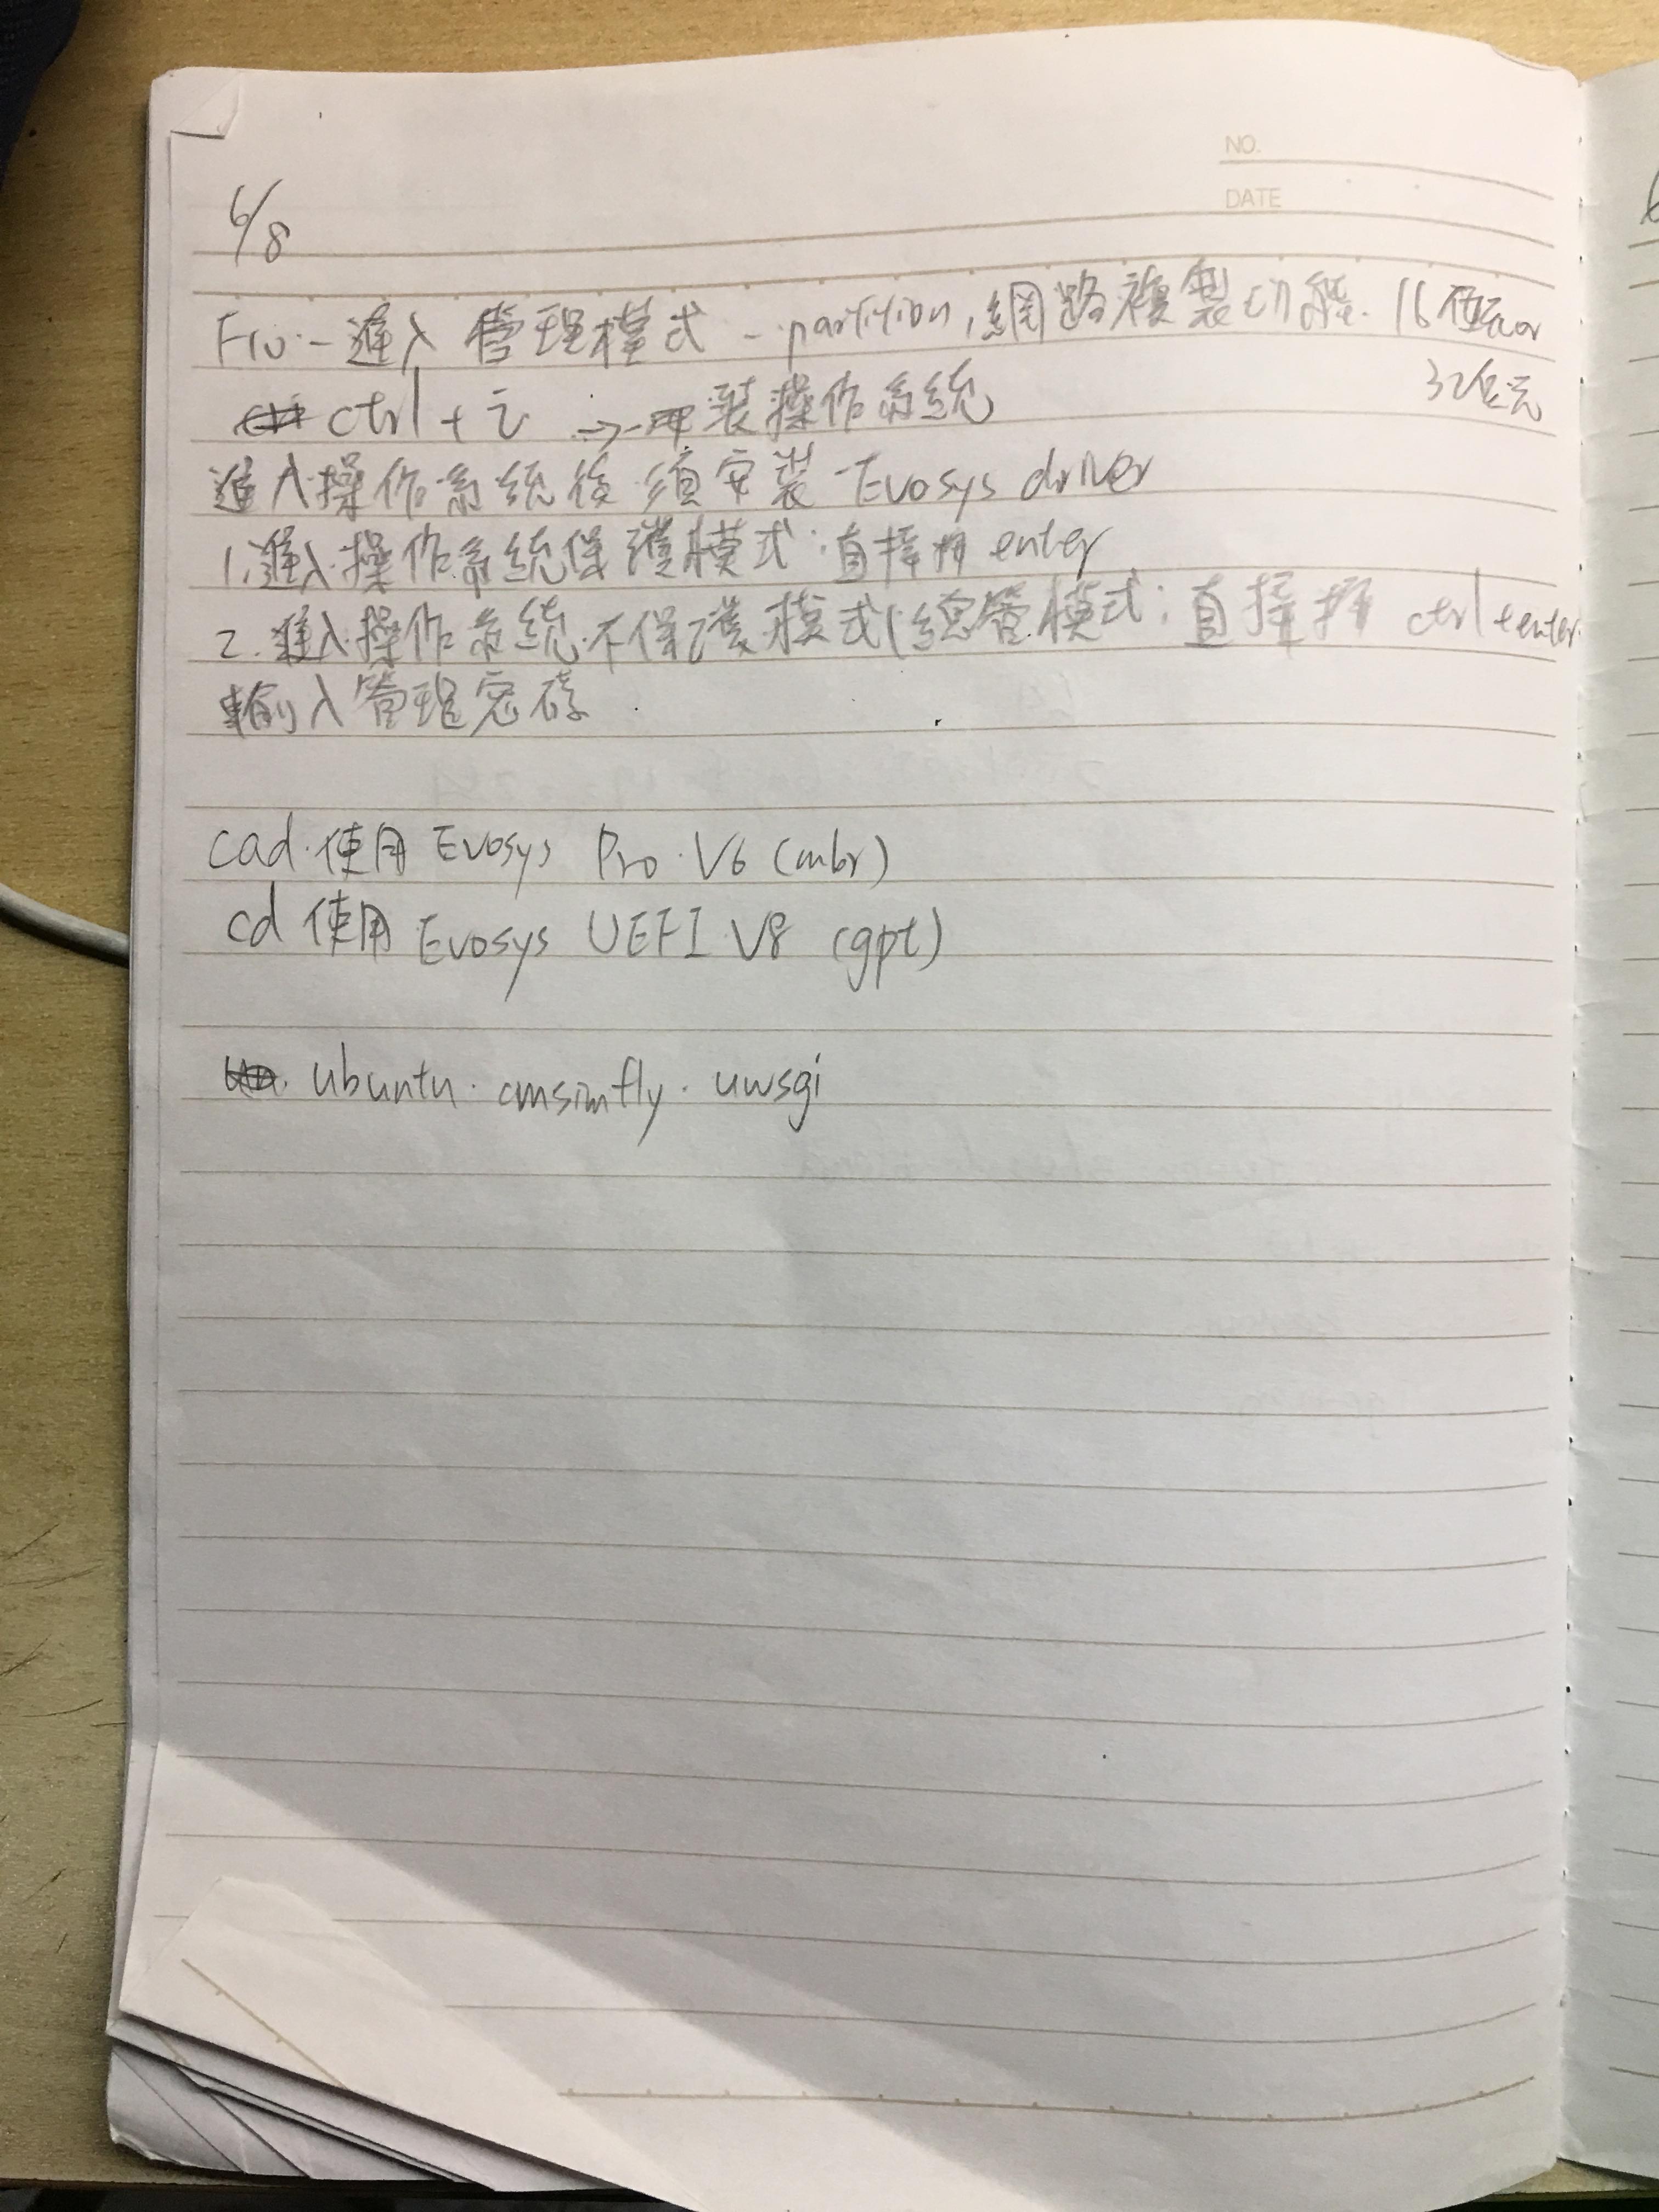 NO.
DATE
6/8
F10 - 進入管理模式 - partition, 網路複製功能. 16位元or
32位元
ctrl + i → 裝操作系統
進入操作系統後 須安裝 Evosys driver
1. 進入操作系統保護模式: 直接按 enter
2. 進入操作系統不保護模式(總管模式: 直接按 ctrl + enter.
輸入管理密碼
cad 使用 Evosys Pro V6 (mbr)
cd 使用 Evosys UEFI V8 (gpt)
ubuntu. cmsimfly. uwsgi